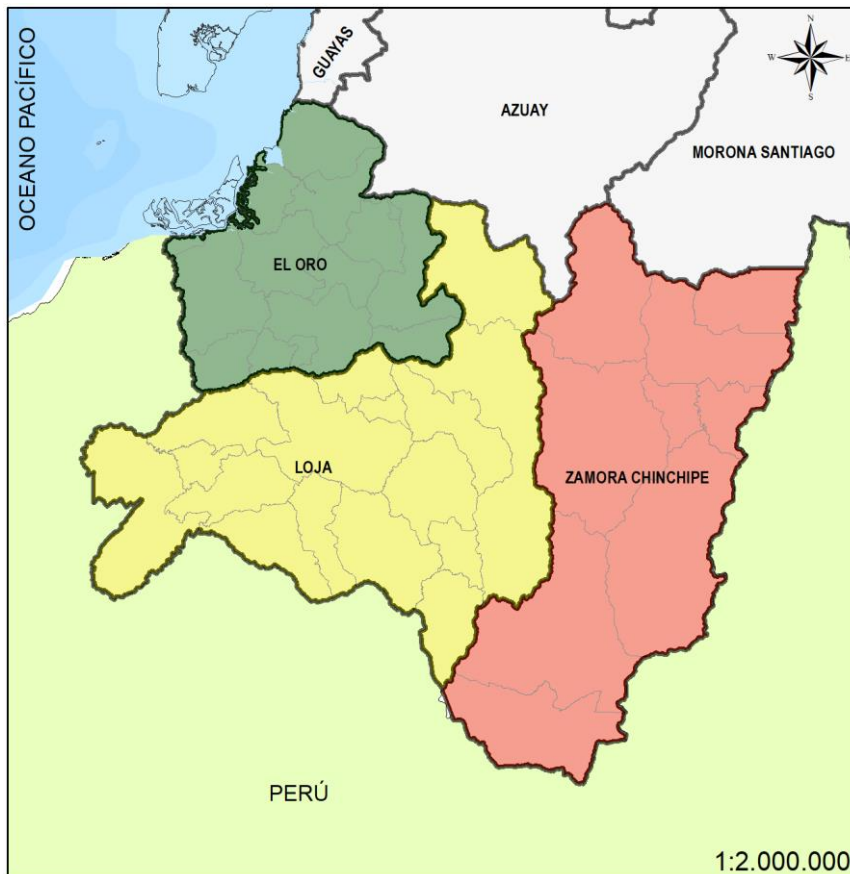 OCEANO PACÍFICO
GUAYAS
N
W E
S
AZUAY
MORONA SANTIAGO
EL ORO
LOJA
ZAMORA CHINCHIPE
PERÚ
1:2.000.000